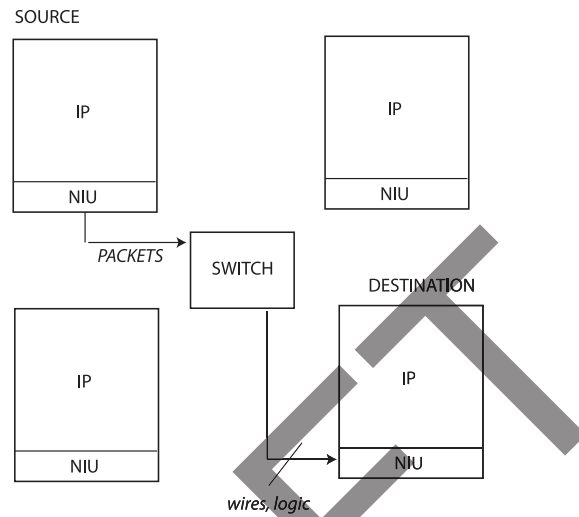 SOURCE
IP
NIU
IP
NIU
PACKETS
SWITCH
DESTINATION
IP
NIU
IP
NIU
wires, logic